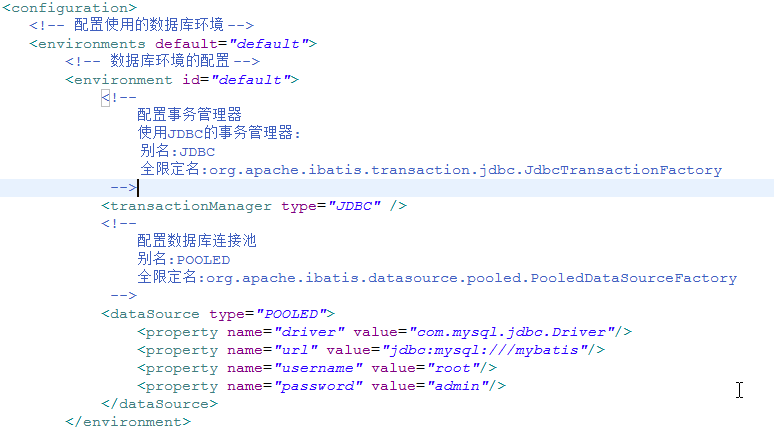 <configuration>
<!-- 配置使用的数据库环境 -->
<environments default="default">
<!-- 数据库环境的配置 -->
<environment id="default">
<!--
配置事务管理器
使用JDBC的事务管理器:
别名:JDBC
全限定名:org.apache.ibatis.transaction.jdbc.JdbcTransactionFactory
-->
<transactionManager type="JDBC" />
<!--
配置数据库连接池
别名:POOLED
全限定名:org.apache.ibatis.datasource.pooled.PooledDataSourceFactory
-->
<dataSource type="POOLED">
<property name="driver" value="com.mysql.jdbc.Driver"/>
<property name="url" value="jdbc:mysql:///mybatis"/>
<property name="username" value="root"/>
<property name="password" value="admin"/>
</dataSource>
</environment>